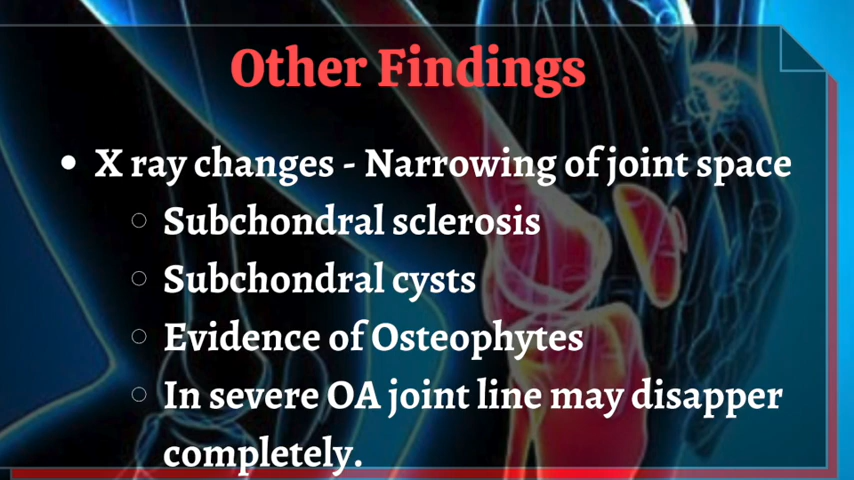 Other Findings
• X ray changes - Narrowing of joint space
○ Subchondral sclerosis
○ Subchondral cysts
○ Evidence of Osteophytes
○ In severe OA joint line may disapper
completely.